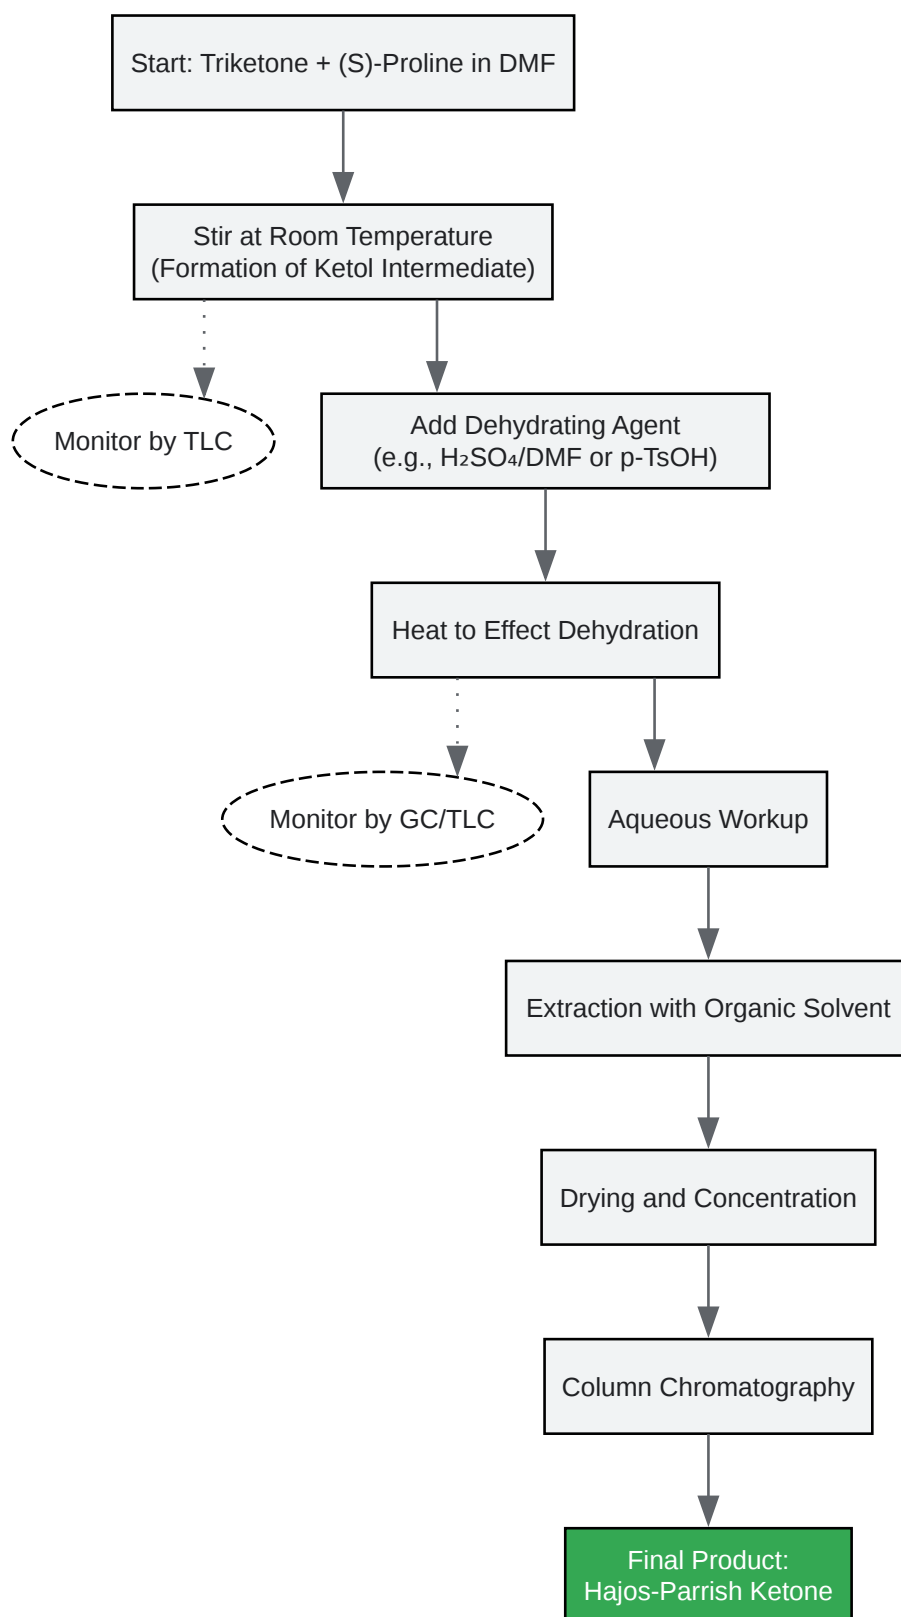 Start: Triketone + (S)-Proline in DMF
Stir at Room Temperature
(Formation of Ketol Intermediate)
Monitor by TLC
Add Dehydrating Agent
(e.g., H₂SO₄/DMF or p-TsOH)
Heat to Effect Dehydration
Monitor by GC/TLC
Aqueous Workup
Extraction with Organic Solvent
Drying and Concentration
Column Chromatography
Final Product:
Hajos-Parrish Ketone